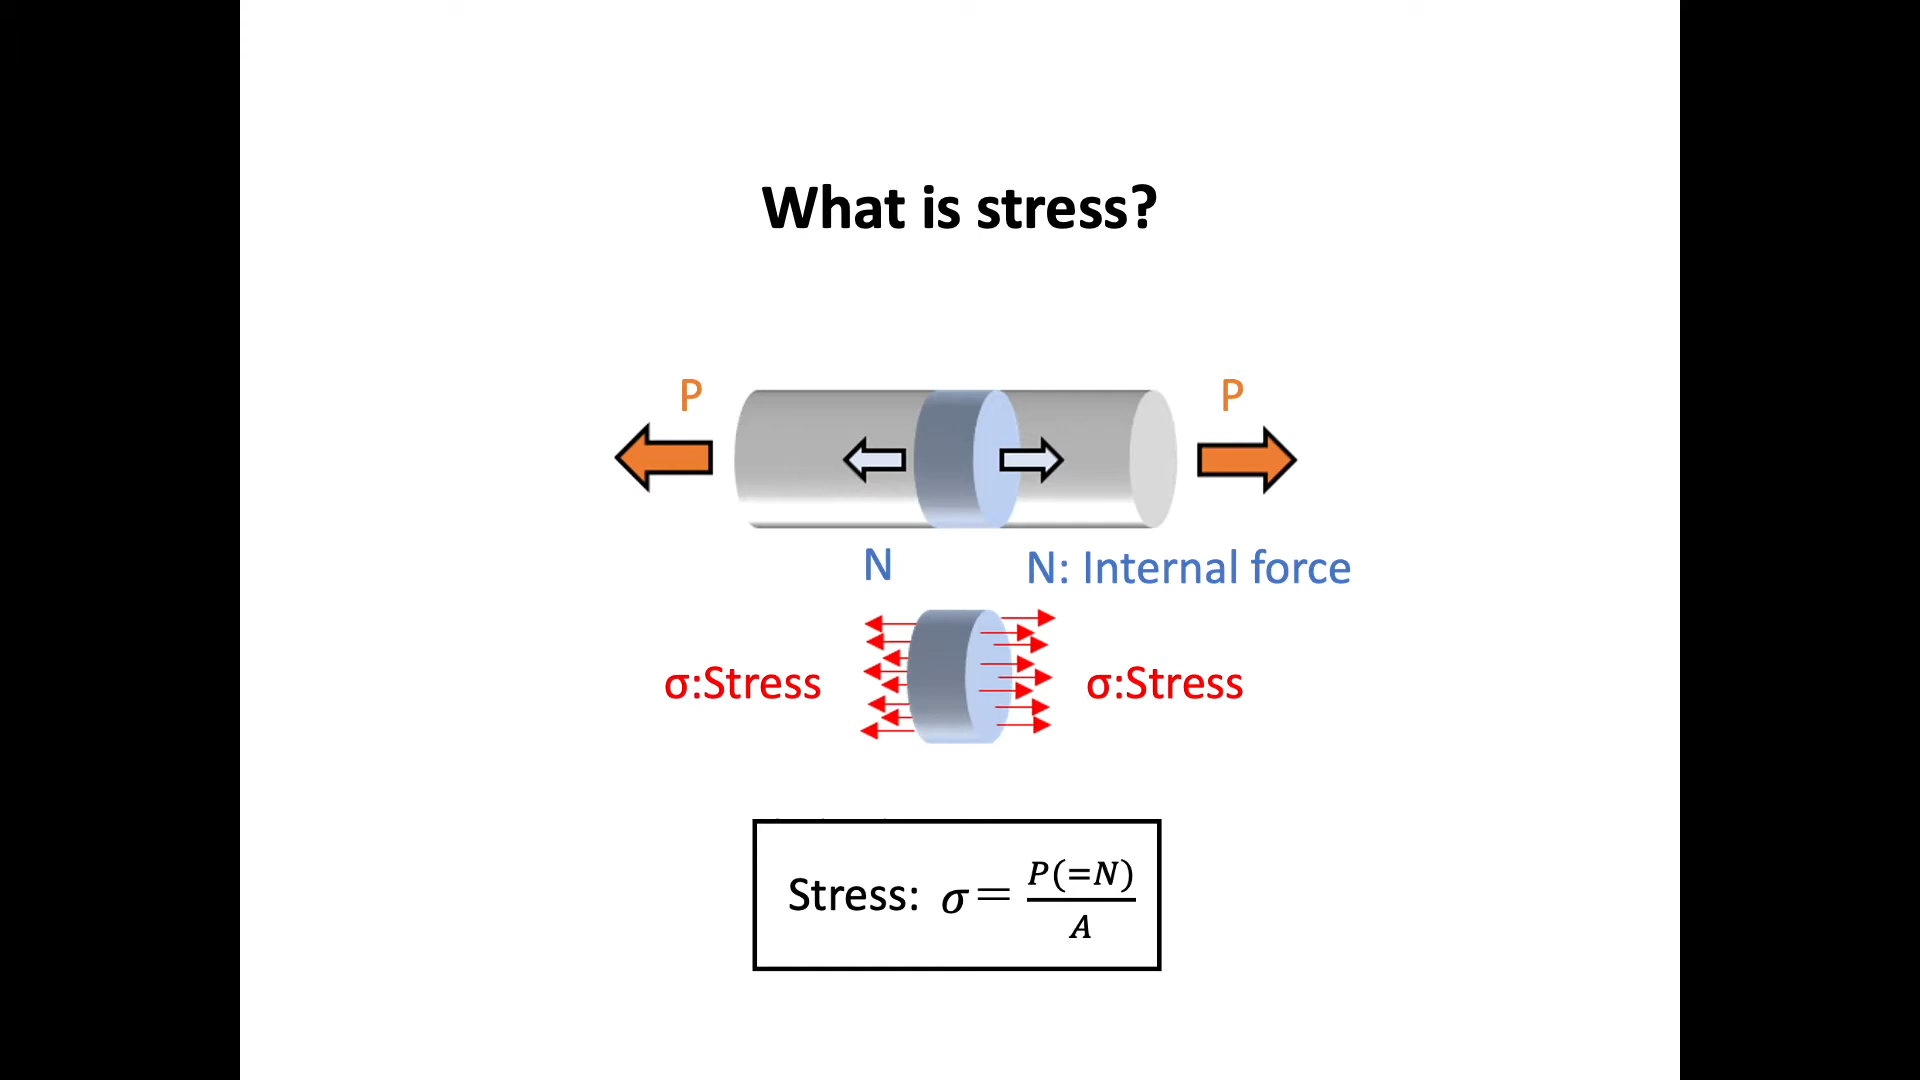 What is stress?
P
P
N
N: Internal force
σ:Stress
σ:Stress
Stress: σ = P(=N)
A